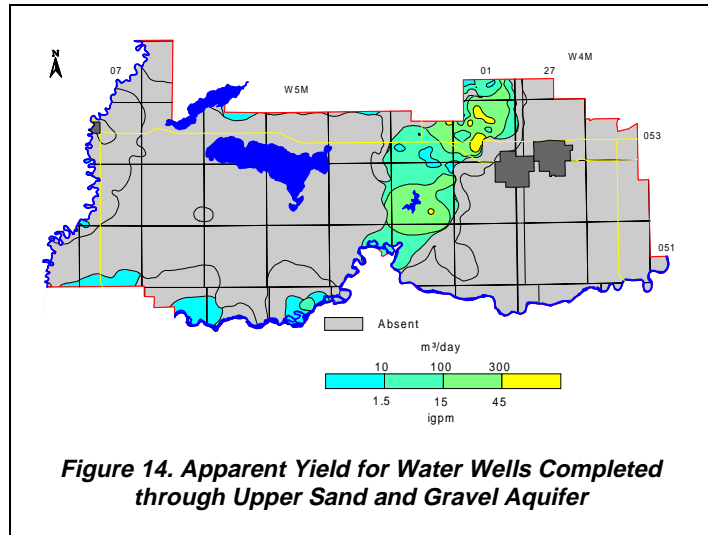 N
07
W5M
01
27
W4M
053
051
Absent
m³/day
10 100 300
1.5 15 45
igpm
Figure 14. Apparent Yield for Water Wells Completed
through Upper Sand and Gravel Aquifer